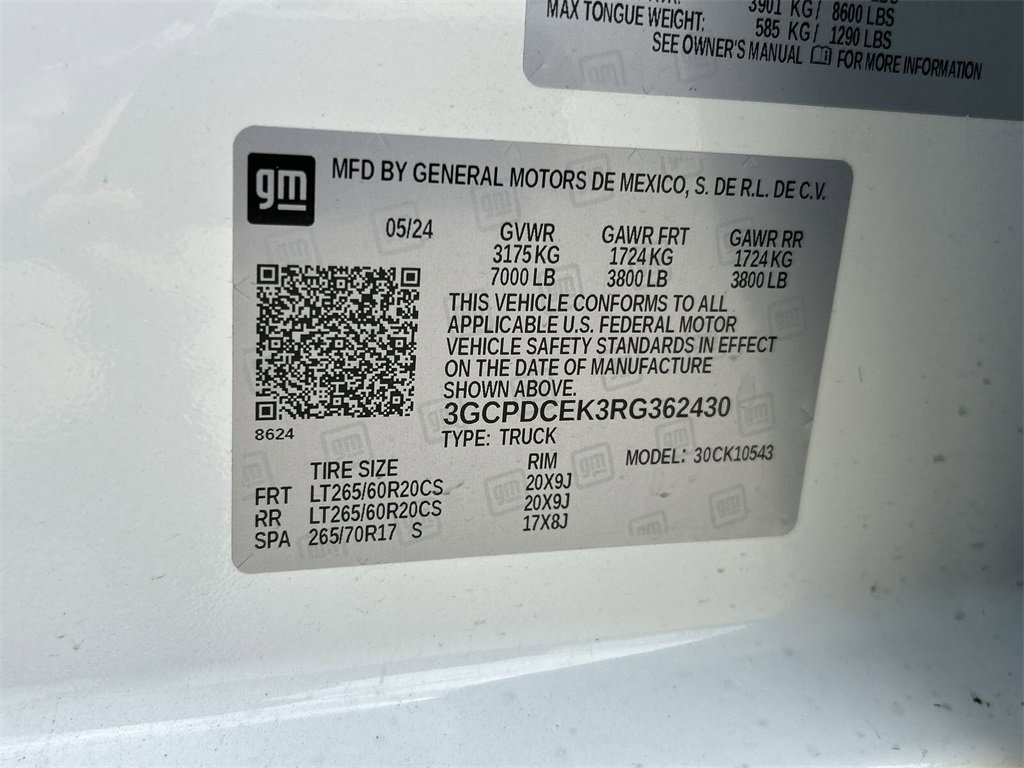 3901 KG/ 8600 LBS
MAX TONGUE WEIGHT: 585 KG/ 1290 LBS
SEE OWNER'S MANUAL FOR MORE INFORMATION
gm
MFD BY GENERAL MOTORS DE MEXICO, S. DE R.L. DE C.V.
05/24 GVWR GAWR FRT GAWR RR
3175 KG 1724 KG 1724 KG
7000 LB 3800 LB 3800 LB
THIS VEHICLE CONFORMS TO ALL
APPLICABLE U.S. FEDERAL MOTOR
VEHICLE SAFETY STANDARDS IN EFFECT
ON THE DATE OF MANUFACTURE
SHOWN ABOVE.
3GCPDCEK3RG362430
8624
TYPE: TRUCK
MODEL: 30CK10543
TIRE SIZE RIM
FRT LT265/60R20CS 20X9J
RR LT265/60R20CS 20X9J
SPA 265/70R17 S 17X8J